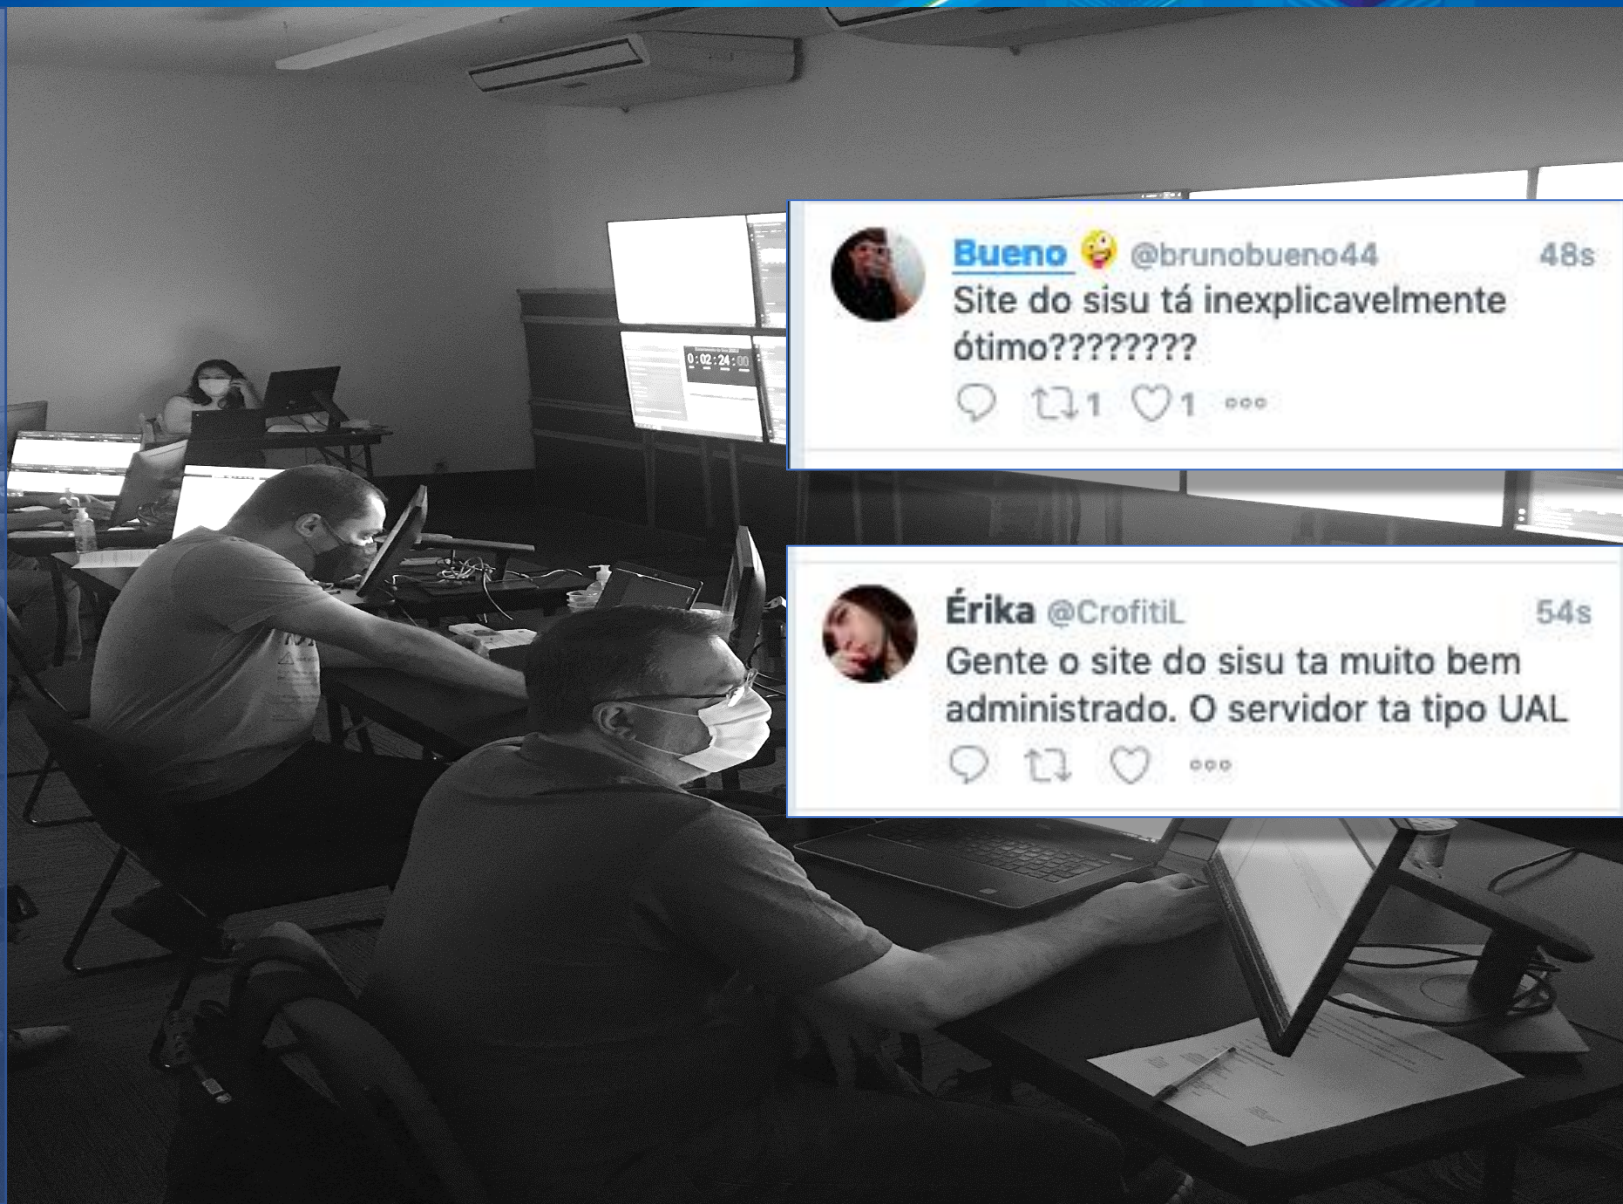 0:02:24:00
Bueno 🤪 @brunobueno44 48s
Site do sisu tá inexplicavelmente
ótimo????????
1 1
Érika @CrofitiL 54s
Gente o site do sisu ta muito bem
administrado. O servidor ta tipo UAL